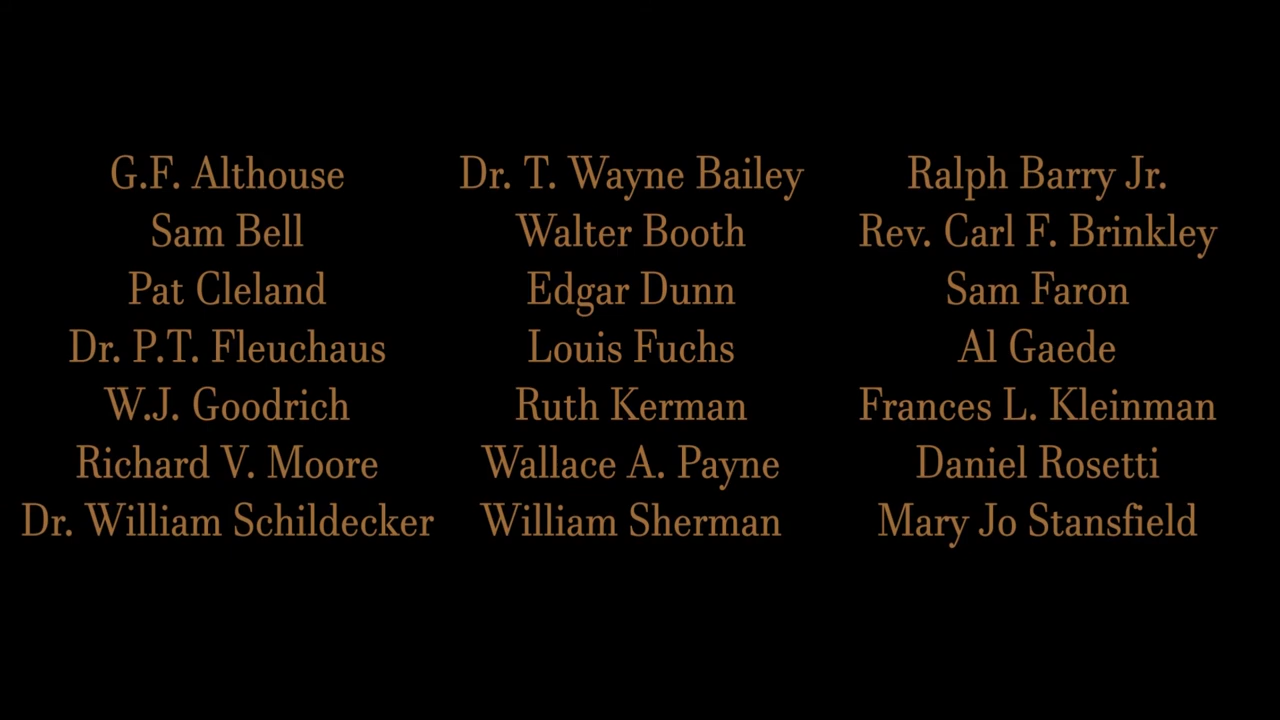 G.F. Althouse Dr. T. Wayne Bailey Ralph Barry Jr.
Sam Bell Walter Booth Rev. Carl F. Brinkley
Pat Cleland Edgar Dunn Sam Faron
Dr. P.T. Fleuchaus Louis Fuchs Al Gaede
W.J. Goodrich Ruth Kerman Frances L. Kleinman
Richard V. Moore Wallace A. Payne Daniel Rosetti
Dr. William Schildecker William Sherman Mary Jo Stansfield